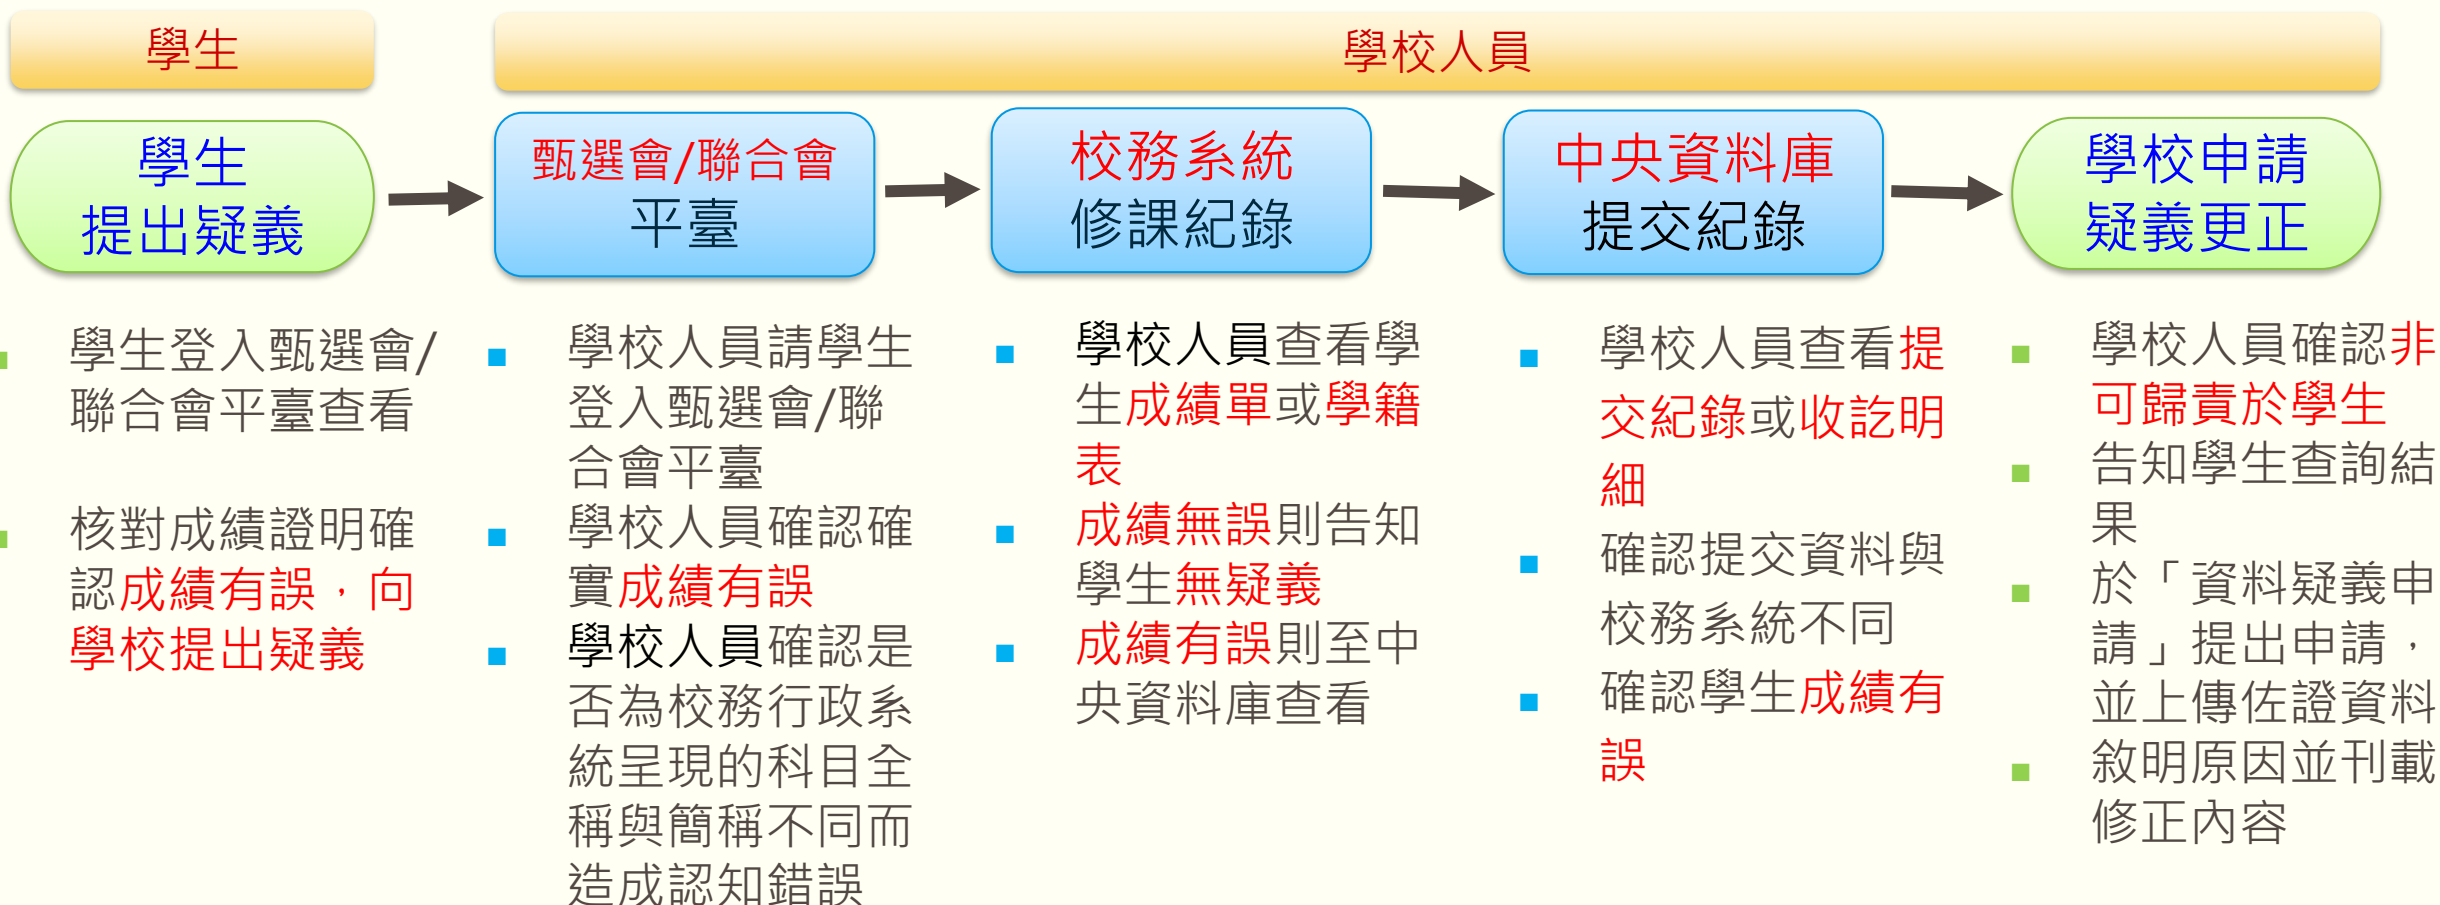 學生
學校人員
學生
提出疑義
甄選會/聯合會
平臺
校務系統
修課紀錄
中央資料庫
提交紀錄
學校申請
疑義更正
學生登入甄選會/
聯合會平臺查看
核對成績證明確
認成績有誤，向
學校提出疑義
學校人員請學生
登入甄選會/聯
合會平臺
學校人員確認確
實成績有誤
學校人員確認是
否為校務行政系
統呈現的科目全
稱與簡稱不同而
造成認知錯誤
學校人員查看學
生成績單或學籍
表
成績無誤則告知
學生無疑義
成績有誤則至中
央資料庫查看
學校人員查看提
交紀錄或收訖明
細
確認提交資料與
校務系統不同
確認學生成績有
誤
學校人員確認非
可歸責於學生
告知學生查詢結
果
於「資料疑義申
請」提出申請，
並上傳佐證資料
敘明原因並刊載
修正內容